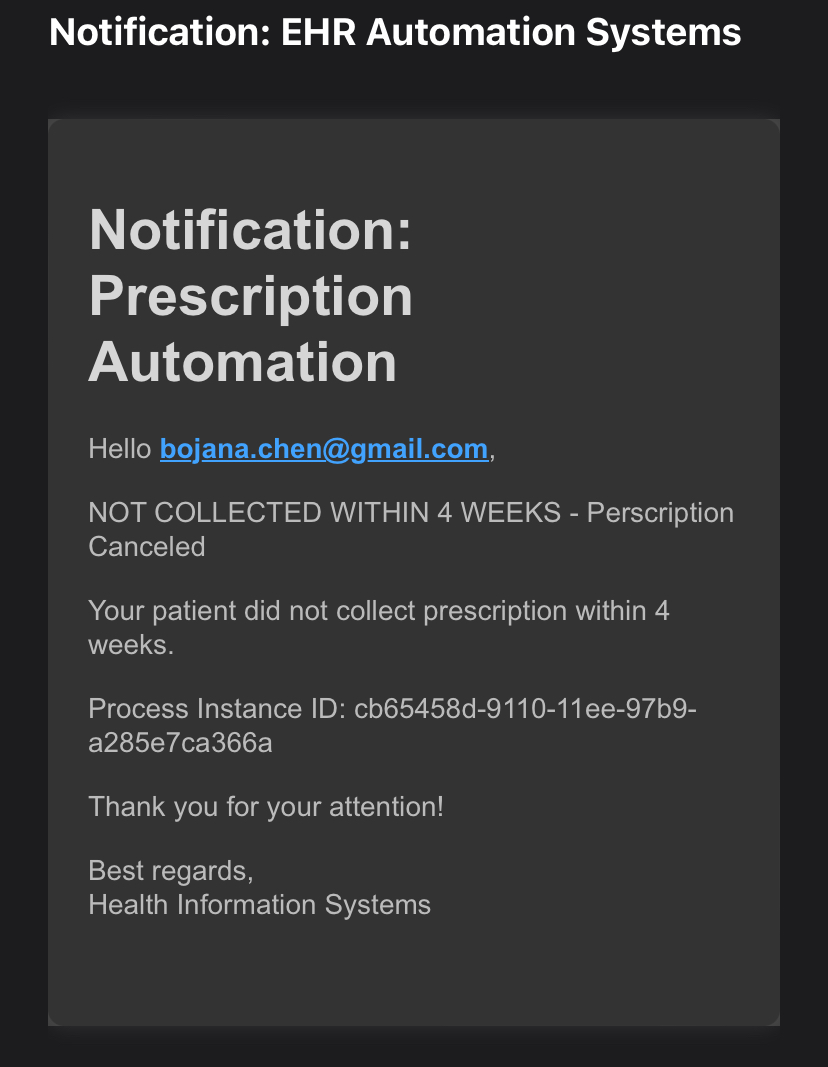 Notification: EHR Automation Systems
Notification:
Prescription
Automation
Hello bojana.chen@gmail.com,
NOT COLLECTED WITHIN 4 WEEKS - Perscription
Canceled
Your patient did not collect prescription within 4
weeks.
Process Instance ID: cb65458d-9110-11ee-97b9-
a285e7ca366a
Thank you for your attention!
Best regards,
Health Information Systems